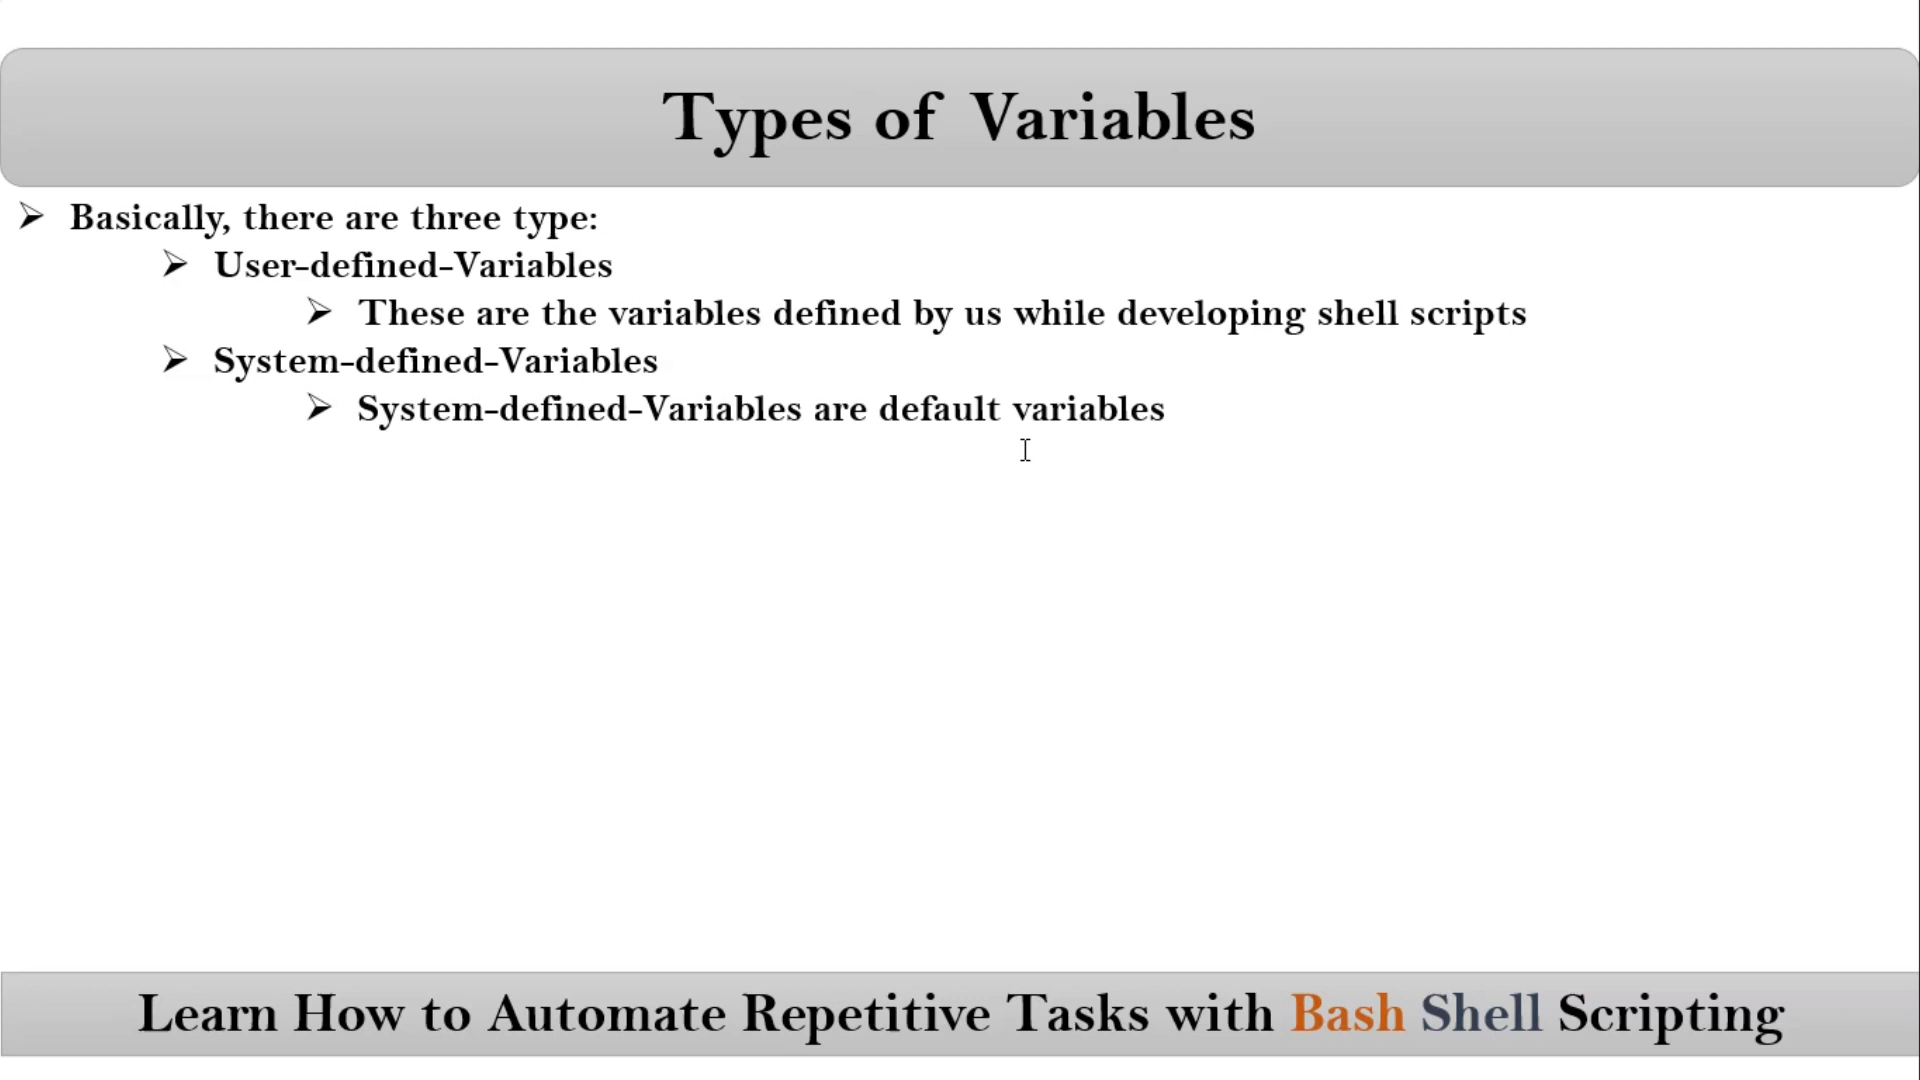 Types of Variables
Basically, there are three type:
User-defined-Variables
These are the variables defined by us while developing shell scripts
System-defined-Variables
System-defined-Variables are default variables
Learn How to Automate Repetitive Tasks with Bash Shell Scripting